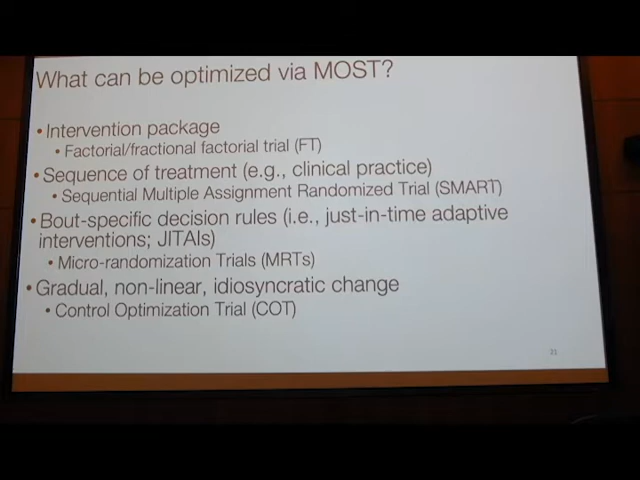 What can be optimized via MOST?
• Intervention package
• Factorial/fractional factorial trial (FT)
• Sequence of treatment (e.g., clinical practice)
• Sequential Multiple Assignment Randomized Trial (SMART)
• Bout-specific decision rules (i.e., just-in-time adaptive
interventions; JITAIs)
• Micro-randomization Trials (MRTs)
• Gradual, non-linear, idiosyncratic change
• Control Optimization Trial (COT)
21